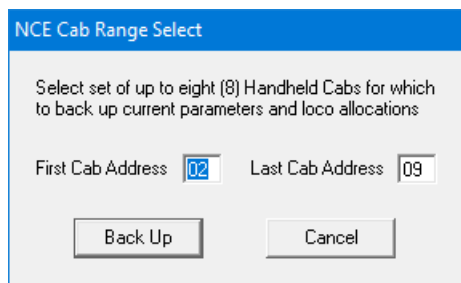 NCE Cab Range Select
Select set of up to eight (8) Handheld Cabs for which
to back up current parameters and loco allocations
First Cab Address 02 Last Cab Address 09
Back Up Cancel